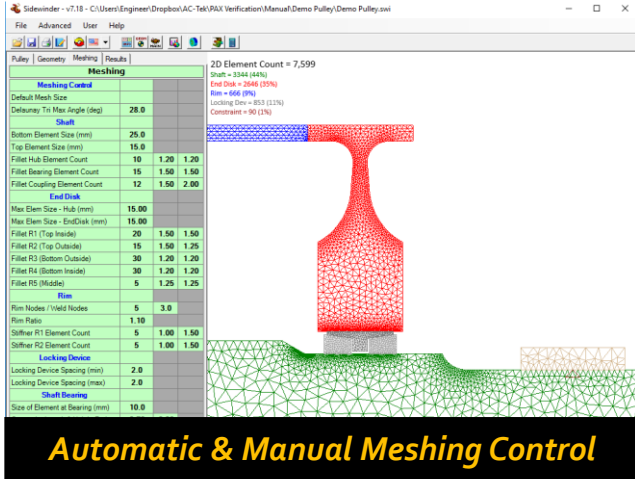 Sidewinder - v7.18 - C:\Users\Engineer\Dropbox\AC-Tek\PAX Verification\Manual\Demo Pulley\Demo Pulley.swi
File Advanced User Help
Pulley Geometry Meshing Results
Meshing
Meshing Control
Default Mesh Size
Delaunay Tri Max Angle (deg) 28.0
Shaft
Bottom Element Size (mm) 25.0
Top Element Size (mm) 15.0
Fillet Hub Element Count 10 1.20 1.20
Fillet Bearing Element Count 15 1.50 1.50
Fillet Coupling Element Count 12 1.50 2.00
End Disk
Max Elem Size - Hub (mm) 15.00
Max Elem Size - EndDisk (mm) 15.00
Fillet R1 (Top Inside) 20 1.50 1.50
Fillet R2 (Top Outside) 15 1.50 1.25
Fillet R3 (Bottom Outside) 30 1.20 1.20
Fillet R4 (Bottom Inside) 30 1.20 1.20
Fillet R5 (Middle) 5 1.25 1.25
Rim
Rim Nodes / Weld Nodes 5 3.0
Rim Ratio 1.10
Stiffner R1 Element Count 5 1.00 1.50
Stiffner R2 Element Count 5 1.00 1.50
Locking Device
Locking Device Spacing (min) 2.0
Locking Device Spacing (max) 2.0
Shaft Bearing
Size of Element at Bearing (mm) 10.0
2D Element Count = 7,599
Shaft = 3344 (44%)
End Disk = 2646 (35%)
Rim = 666 (9%)
Locking Dev = 853 (11%)
Constraint = 90 (1%)
Automatic & Manual Meshing Control